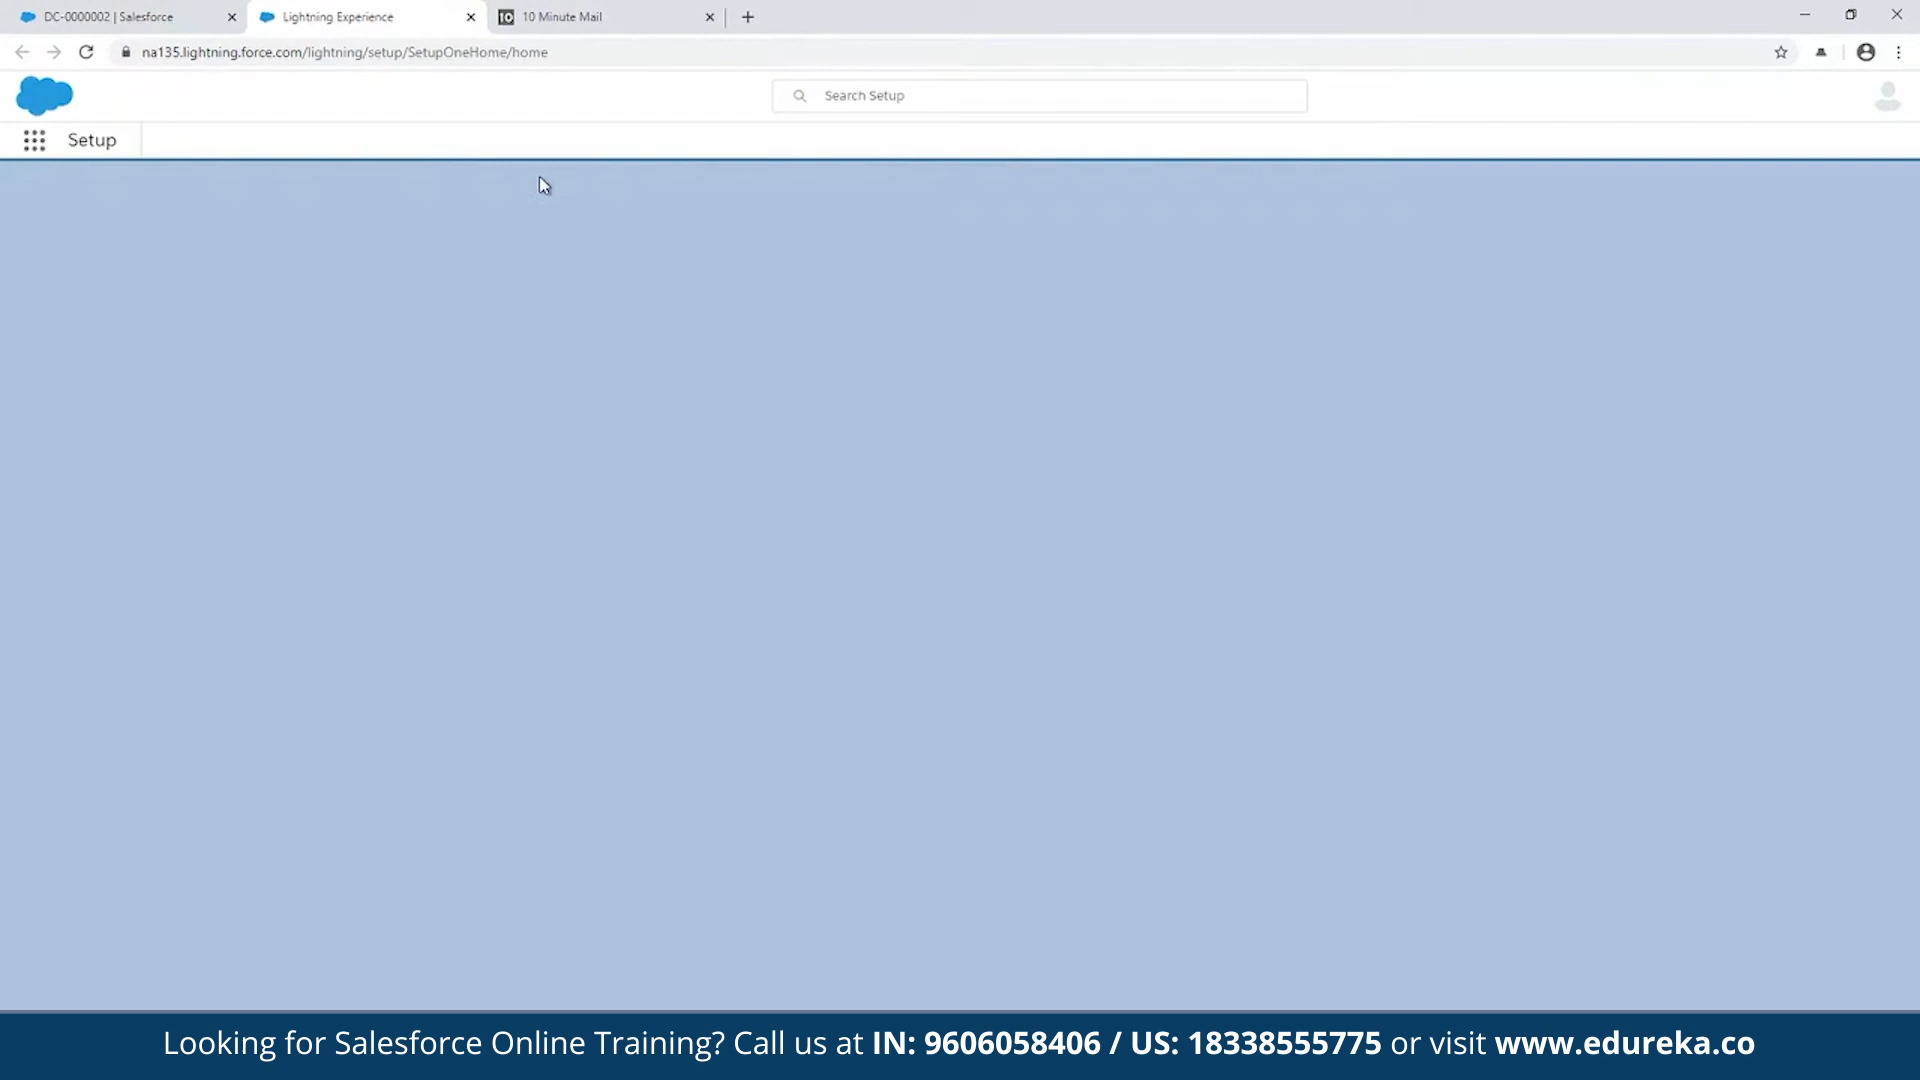 DC-0000002 | Salesforce
Lightning Experience
10 10 Minute Mail
na135.lightning.force.com/lightning/setup/SetupOneHome/home
Search Setup
Setup
Looking for Salesforce Online Training? Call us at IN: 9606058406 / US: 18338555775 or visit www.edureka.co